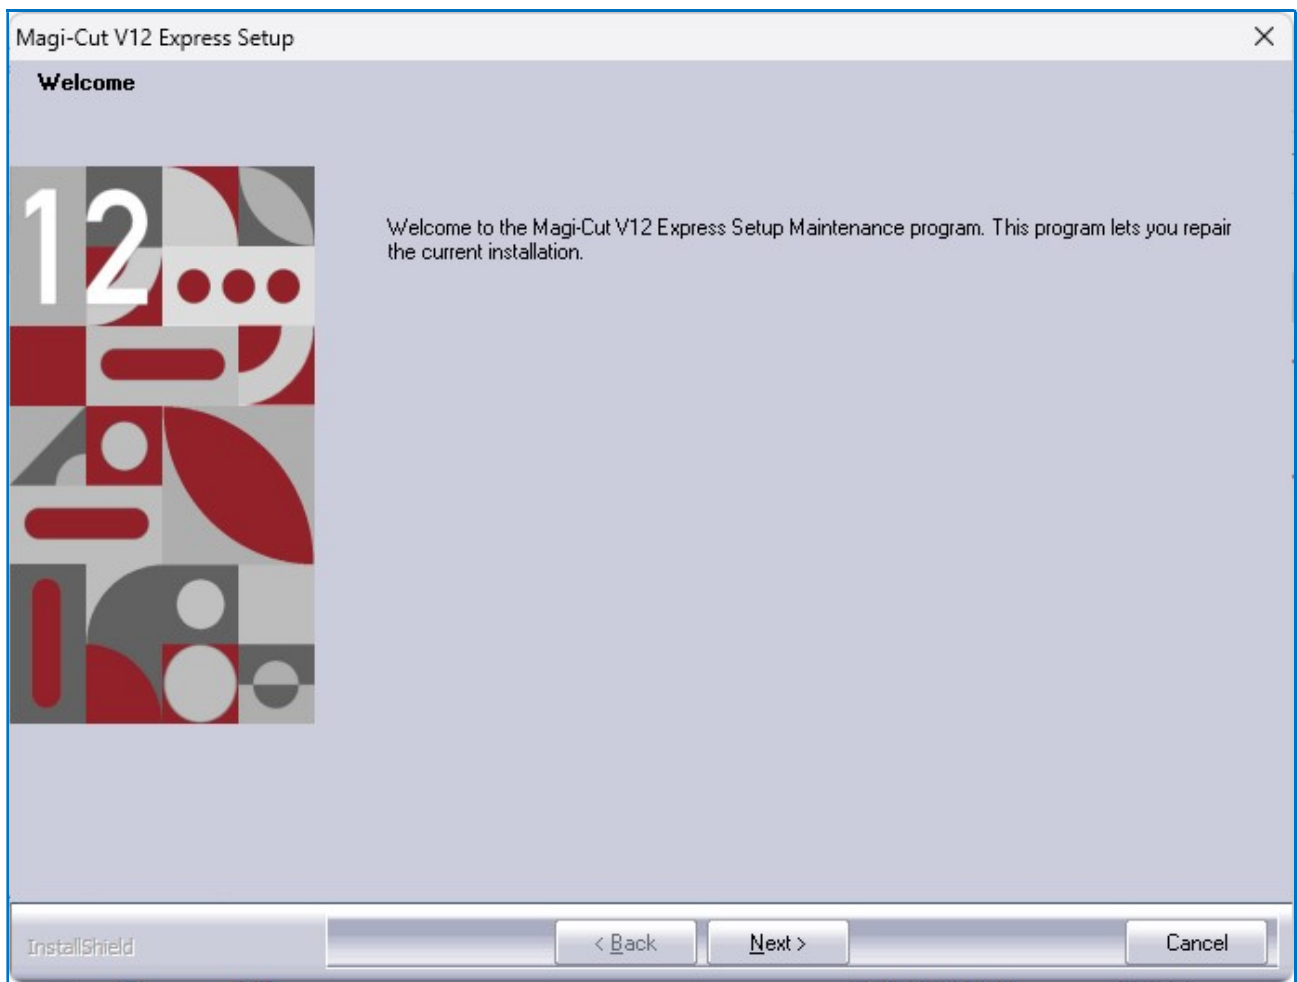 Magi-Cut V12 Express Setup
Welcome
12
Welcome to the Magi-Cut V12 Express Setup Maintenance program. This program lets you repair
the current installation.
InstallShield
< Back
Next >
Cancel